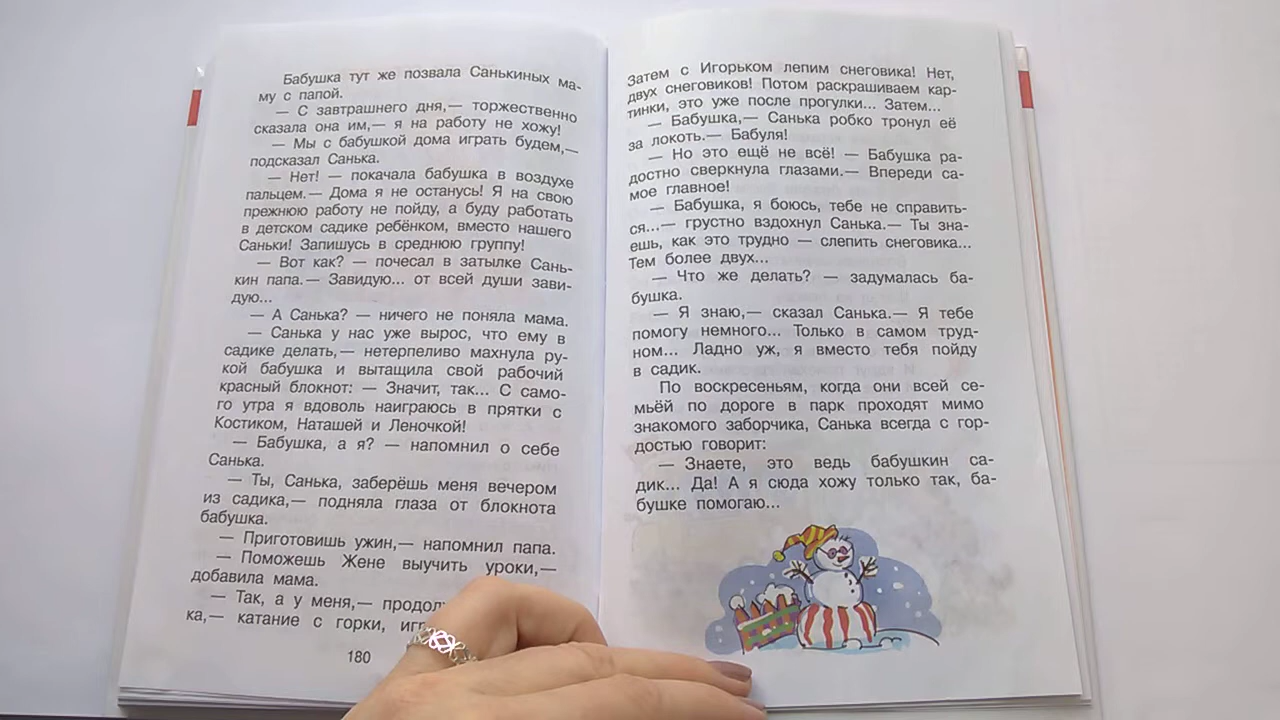 Бабушка тут же позвала Санькиных ма-
му с папой.
— С завтрашнего дня,— торжественно
сказала она им,— я на работу не хожу!
— Мы с бабушкой дома играть будем,—
подсказал Санька.
— Нет! — покачала бабушка в воздухе
пальцем.— Дома я не останусь! Я на свою
прежнюю работу не пойду, а буду работать
в детском садике ребёнком, вместо нашего
Саньки! Запишусь в среднюю группу!
— Вот как? — почесал в затылке Сань-
кин папа.— Завидую... от всей души зави-
дую...
— А Санька? — ничего не поняла мама.
— Санька у нас уже вырос, что ему в
садике делать,— нетерпеливо махнула ру-
кой бабушка и вытащила свой рабочий
красный блокнот: — Значит, так... С само-
го утра я вдоволь наиграюсь в прятки с
Костиком, Наташей и Леночкой!
— Бабушка, а я? — напомнил о себе
Санька.
— Ты, Санька, заберёшь меня вечером
из садика,— подняла глаза от блокнота
бабушка.
— Приготовишь ужин,— напомнил папа.
— Поможешь Жене выучить уроки,—
добавила мама.
— Так, а у меня,—
ка,— катание с горки,
180
Затем с Игорьком лепим снеговика! Нет,
двух снеговиков! Потом раскрашиваем кар-
тинки, это уже после прогулки... Затем...
— Бабушка,— Санька робко тронул её
за локоть.— Бабуля!
— Но это ещё не всё! — Бабушка ра-
достно сверкнула глазами.— Впереди са-
мое главное!
— Бабушка, я боюсь, тебе не справить-
ся...— грустно вздохнул Санька.— Ты зна-
ешь, как это трудно — слепить снеговика...
Тем более двух...
— Что же делать? — задумалась ба-
бушка.
— Я знаю,— сказал Санька.— Я тебе
помогу немного... Только в самом труд-
ном... Ладно уж, я вместо тебя пойду
в садик.
По воскресеньям, когда они всей се-
мьёй по дороге в парк проходят мимо
знакомого заборчика, Санька всегда с гор-
достью говорит:
— Знаете, это ведь бабушкин са-
дик... Да! А я сюда хожу только так, ба-
бушке помогаю...